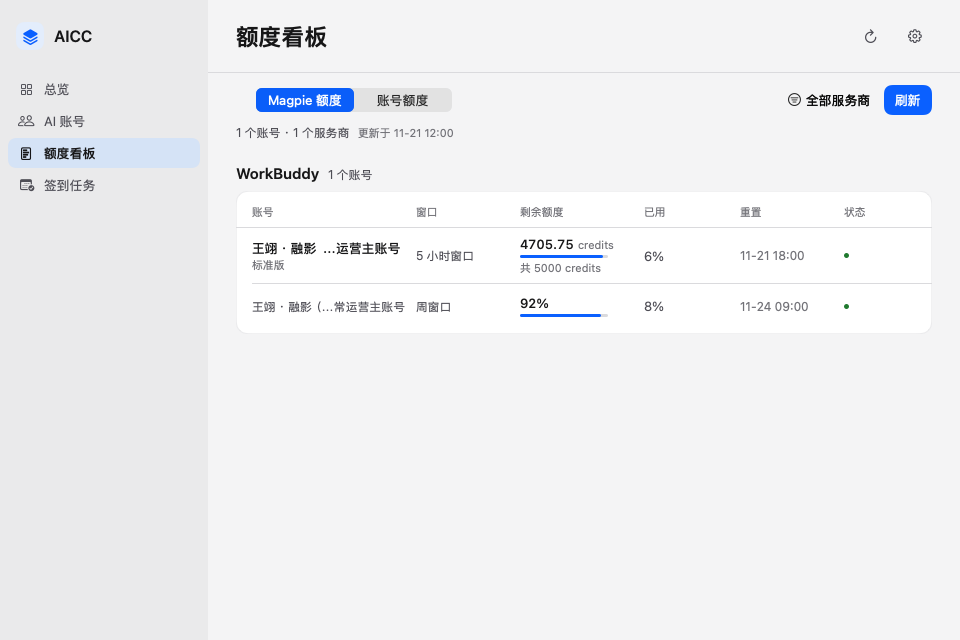 AICC
总览
AI 账号
额度看板
签到任务
额度看板
Magpie 额度
账号额度
全部服务商
刷新
1 个账号 · 1 个服务商 更新于 11-21 12:00
WorkBuddy 1 个账号
账号 窗口 剩余额度 已用 重置 状态
王翊 · 融影 …运营主账号
标准版
5 小时窗口
4705.75 credits
共 5000 credits
6%
11-21 18:00
王翊 · 融影 (…常运营主账号 周窗口 92% 8% 11-24 09:00